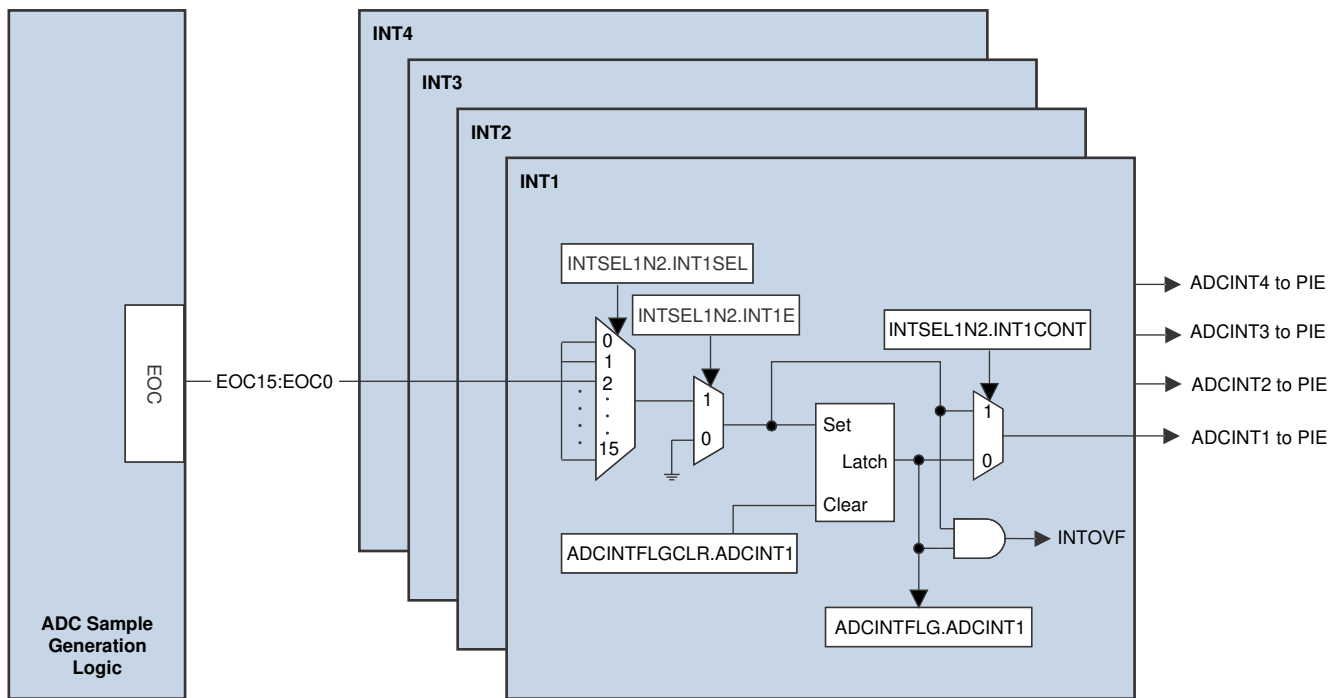 INT4
INT3
INT2
INT1
INTSEL1N2.INT1SEL
INTSEL1N2.INT1E
INTSEL1N2.INT1CONT
ADCINT4 to PIE
ADCINT3 to PIE
ADCINT2 to PIE
ADCINT1 to PIE
EOC
EOC15:EOC0
0
1
2
15
1
0
Set
Latch
Clear
1
0
ADCINTFLGCLR.ADCINT1
INTOVF
ADCINTFLG.ADCINT1
ADC Sample
Generation
Logic